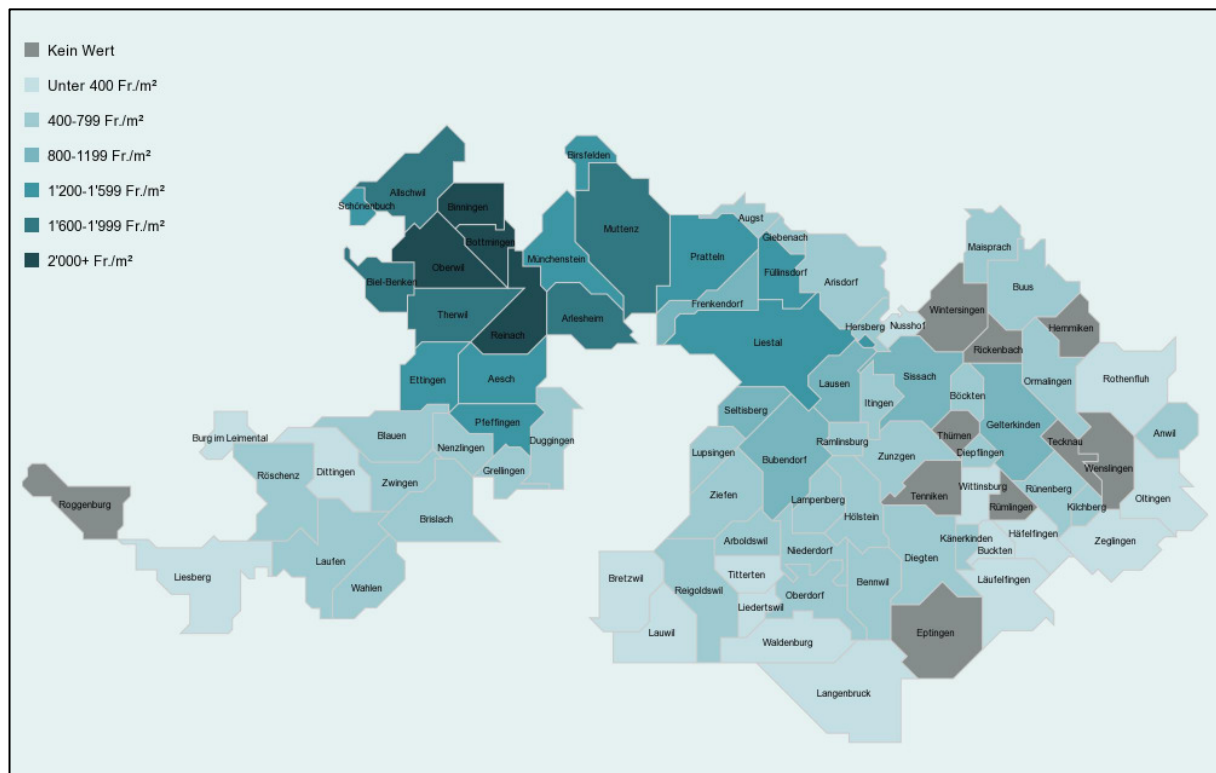 Kein Wert
Unter 400 Fr./m²
400-799 Fr./m²
800-1199 Fr./m²
1'200-1'599 Fr./m²
1'600-1'999 Fr./m²
2'000+ Fr./m²
Birsfelden
Allschwil
Schönenbuch
Binningen
Bottmingen
Muttenz
Augst
Giebenach
Maisprach
Oberwil
Münchenstein
Pratteln
Füllinsdorf
Arisdorf
Buus
Biel-Benken
Frenkendorf
Wintersingen
Therwil
Arlesheim
Hersberg
Nusshof
Hemmiken
Reinach
Liestal
Rickenbach
Ettingen
Aesch
Lausen
Sissach
Ormalingen
Rothenfluh
Itingen
Böckten
Seltisberg
Pfeffingen
Gelterkinden
Burg im Leimental
Blauen
Nenzlingen
Duggingen
Ramlinsburg
Thürnen
Tecknau
Anwil
Lupsingen
Bubendorf
Zunzgen
Diepflingen
Röschenz
Dittingen
Grellingen
Wenslingen
Zwingen
Wittinsburg
Rünenberg
Roggenburg
Ziefen
Lampenberg
Tenniken
Rümlingen
Kilchberg
Oltingen
Brislach
Hölstein
Häfelfingen
Arboldswil
Niederdorf
Känerkinden
Buckten
Zeglingen
Laufen
Diegten
Liesberg
Wahlen
Bretzwil
Titterten
Reigoldswil
Oberdorf
Bennwil
Läufelfingen
Liedertswil
Lauwil
Waldenburg
Eptingen
Langenbruck